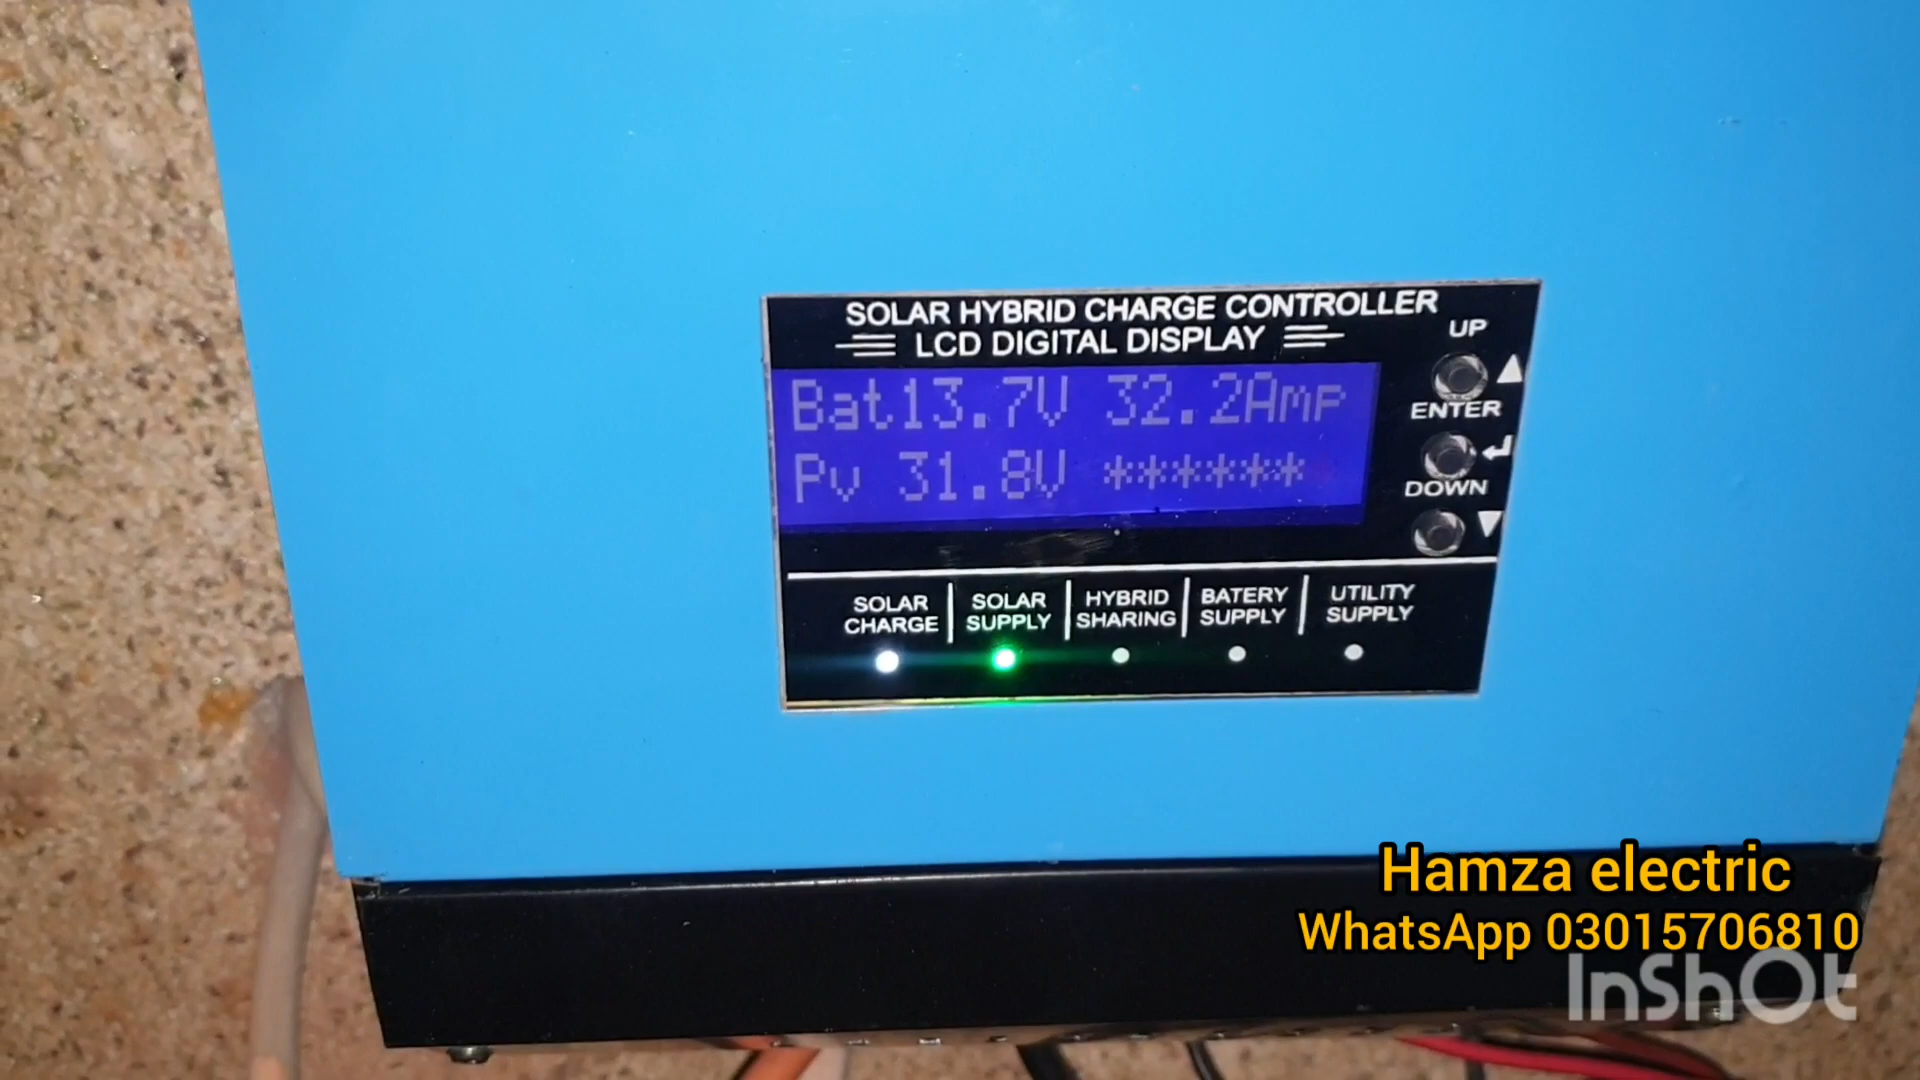 SOLAR HYBRID CHARGE CONTROLLER
LCD DIGITAL DISPLAY
UP
Bat13.7V 32.2Amp
ENTER
Pv 31.8V ******
DOWN
SOLAR CHARGE
SOLAR SUPPLY
HYBRID SHARING
BATERY SUPPLY
UTILITY SUPPLY
Hamza electric
WhatsApp 03015706810
InShOt